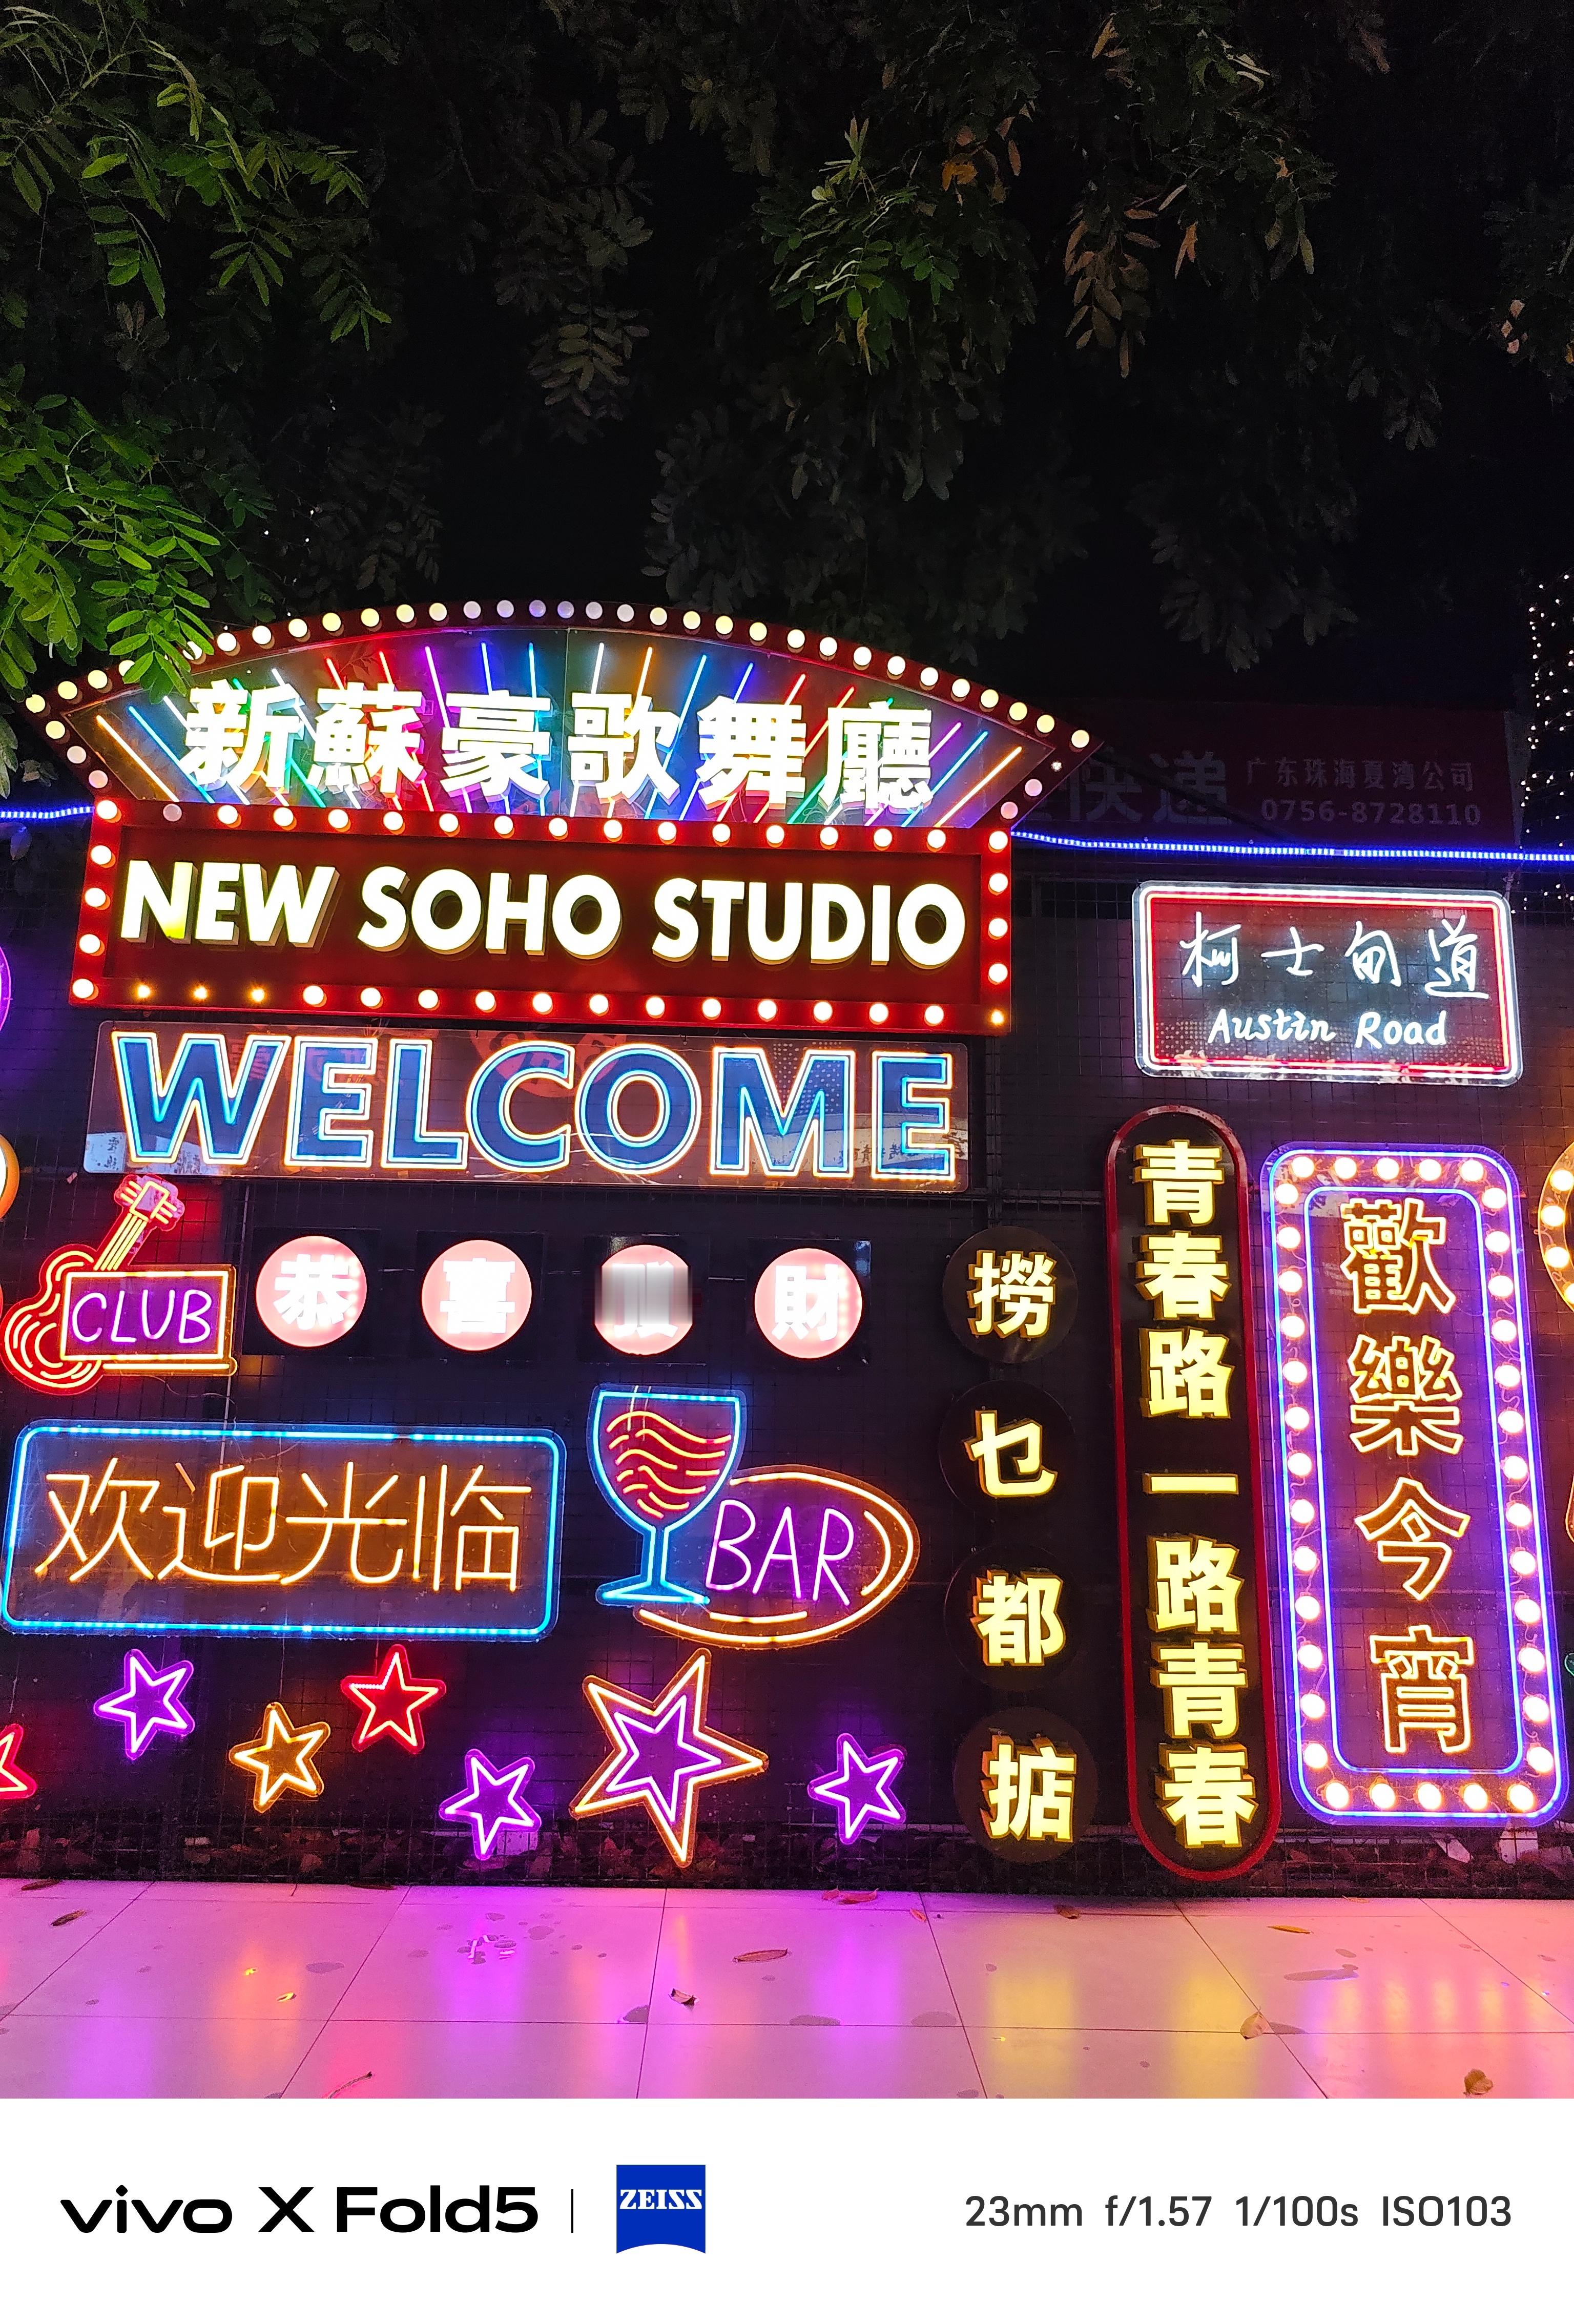 新蘇豪歌舞廳
快递
广东珠海夏湾公司
0756-8728110
NEW SOHO STUDIO
柯士甸道
Austin Road
WELCOME
恭喜
財
CLUB
欢迎光临
BAR
撈乜都掂
青春路一路青春
歡樂今宵
vivo X Fold5
ZEISS
23mm f/1.57 1/100s ISO103